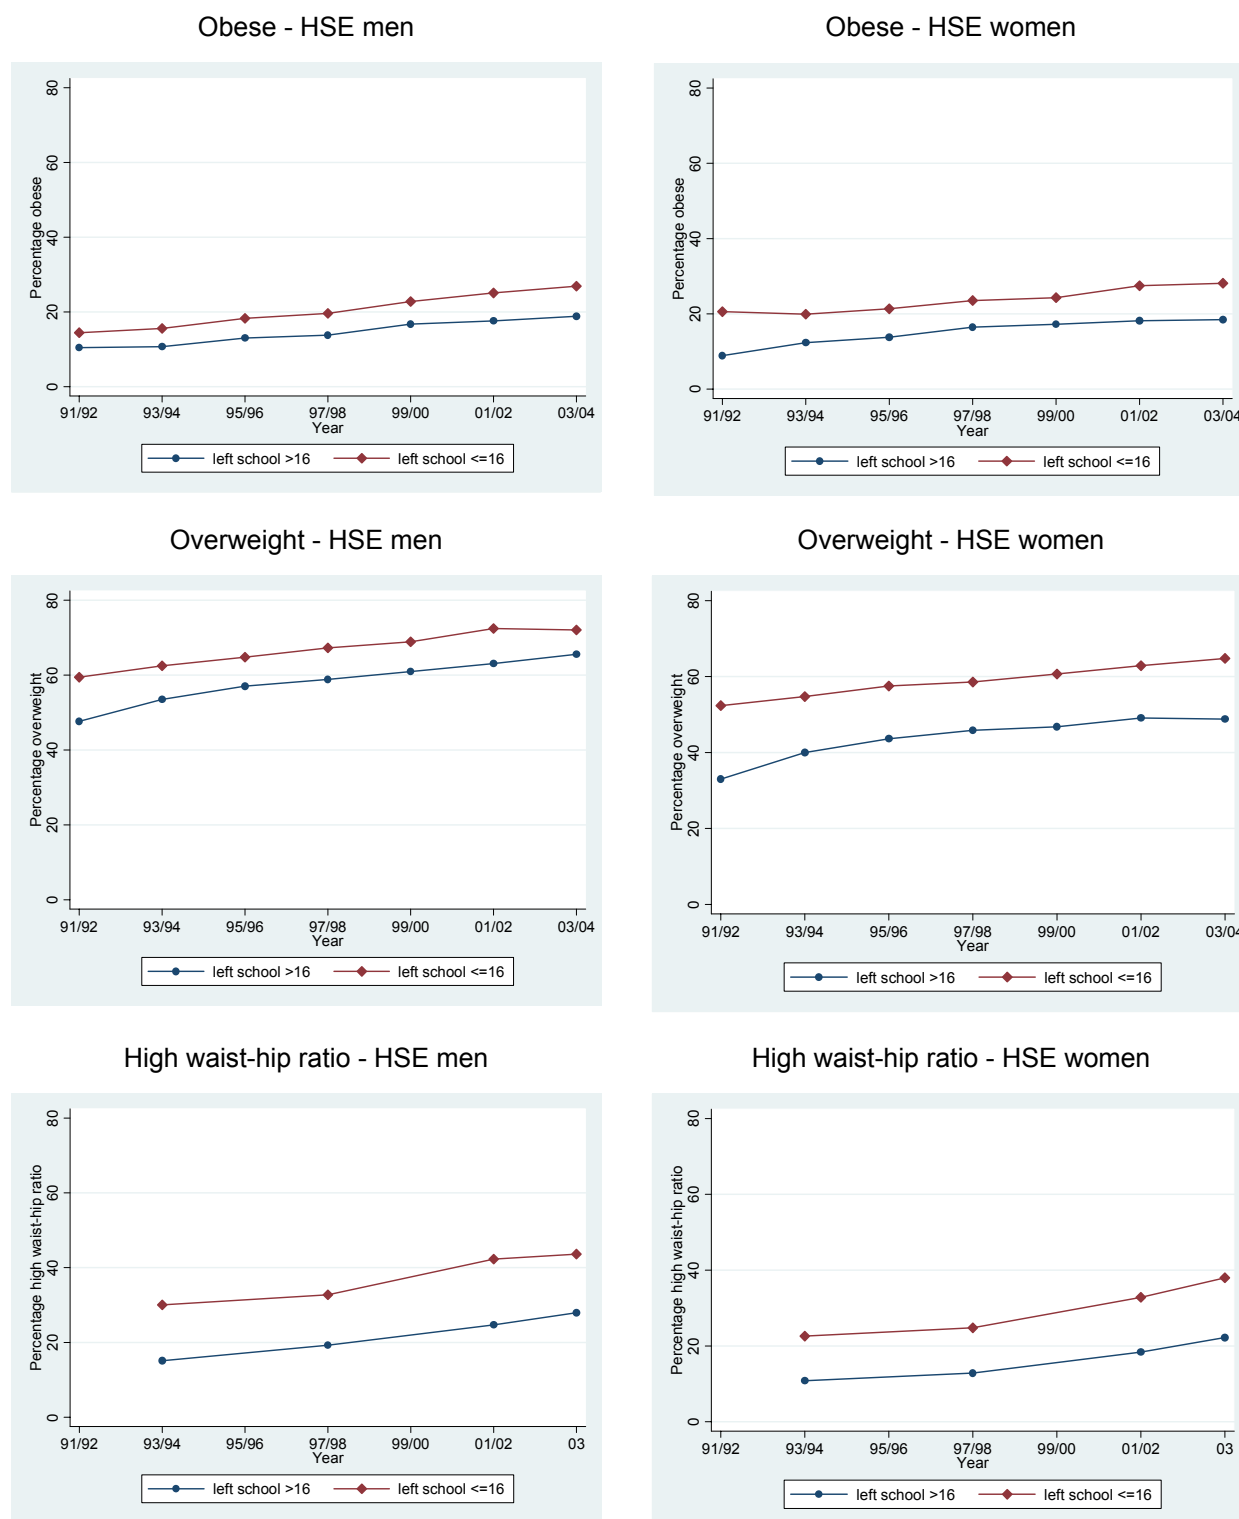 Obese - HSE men
Percentage obese
80
60
40
20
0
91/92 93/94 95/96 97/98 99/00 01/02 03/04
Year
left school >16 left school <=16
Obese - HSE women
Percentage obese
80
60
40
20
0
91/92 93/94 95/96 97/98 99/00 01/02 03/04
Year
left school >16 left school <=16
Overweight - HSE men
Percentage overweight
80
60
40
20
0
91/92 93/94 95/96 97/98 99/00 01/02 03/04
Year
left school >16 left school <=16
Overweight - HSE women
Percentage overweight
80
60
40
20
0
91/92 93/94 95/96 97/98 99/00 01/02 03/04
Year
left school >16 left school <=16
High waist-hip ratio - HSE men
Percentage high waist-hip ratio
80
60
40
20
0
91/92 93/94 95/96 97/98 99/00 01/02 03
Year
left school >16 left school <=16
High waist-hip ratio - HSE women
Percentage high waist-hip ratio
80
60
40
20
0
91/92 93/94 95/96 97/98 99/00 01/02 03
Year
left school >16 left school <=16